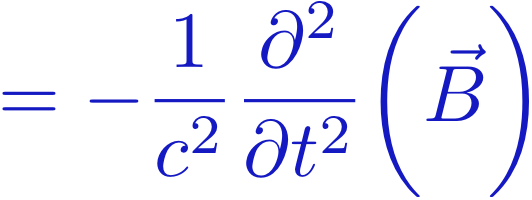 = - \frac{1}{c^2} \frac{\partial^2}{\partial t^2} \left( \vec{B} \right)